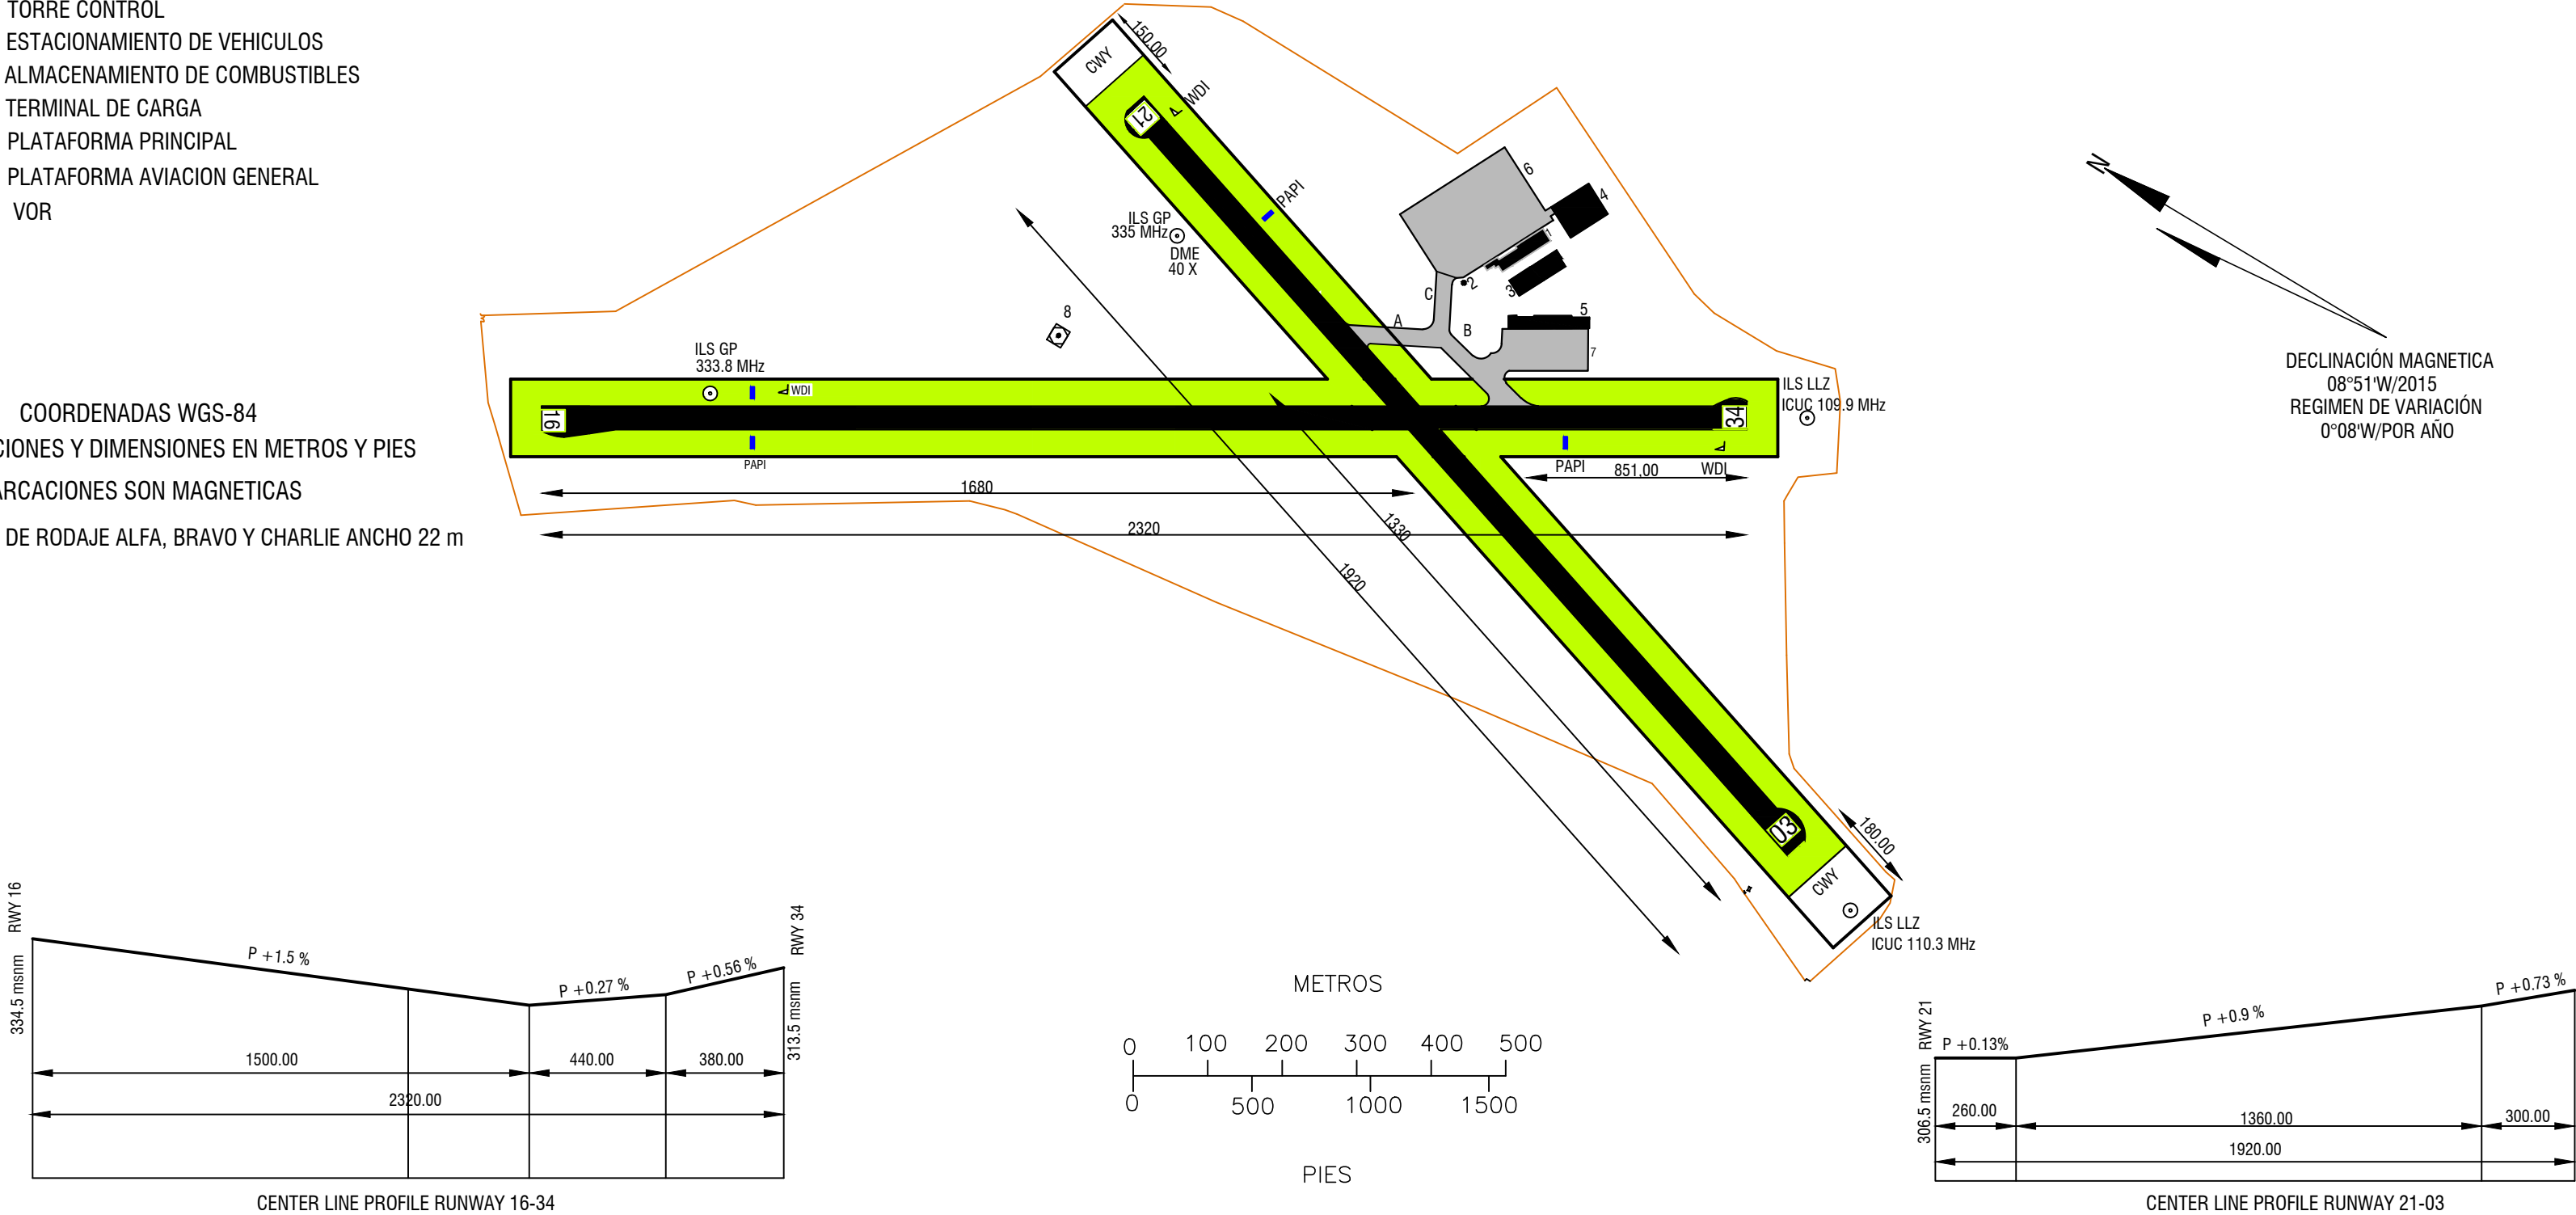 TORRE CONTROL
ESTACIONAMIENTO DE VEHICULOS
ALMACENAMIENTO DE COMBUSTIBLES
TERMINAL DE CARGA
PLATAFORMA PRINCIPAL
PLATAFORMA AVIACION GENERAL
VOR
COORDENADAS WGS-84
CIONES Y DIMENSIONES EN METROS Y PIES
ARCACIONES SON MAGNETICAS
DE RODAJE ALFA, BRAVO Y CHARLIE ANCHO 22 m
150.00
CWY
21
WDI
PAPI
ILS GP
335 MHz
DME
40 X
6
4
1
2
3
C
A
B
5
7
8
ILS GP
333.8 MHz
WDI
16
PAPI
34
ILS LLZ
ICUC 109.9 MHz
PAPI
851,00
WDI
1680
2320
1330
1920
03
180.00
CWY
ILS LLZ
ICUC 110.3 MHz
N
DECLINACIÓN MAGNETICA
08°51'W/2015
REGIMEN DE VARIACIÓN
0°08'W/POR AÑO
RWY 16
334.5 msnm
P +1.5 %
P +0.27 %
P +0.56 %
RWY 34
313.5 msnm
1500.00
440.00
380.00
2320.00
CENTER LINE PROFILE RUNWAY 16-34
METROS
0 100 200 300 400 500
0 500 1000 1500
PIES
RWY 21
306.5 msnm
P +0.13%
P +0.9 %
P +0.73 %
260.00
1360.00
300.00
1920.00
CENTER LINE PROFILE RUNWAY 21-03